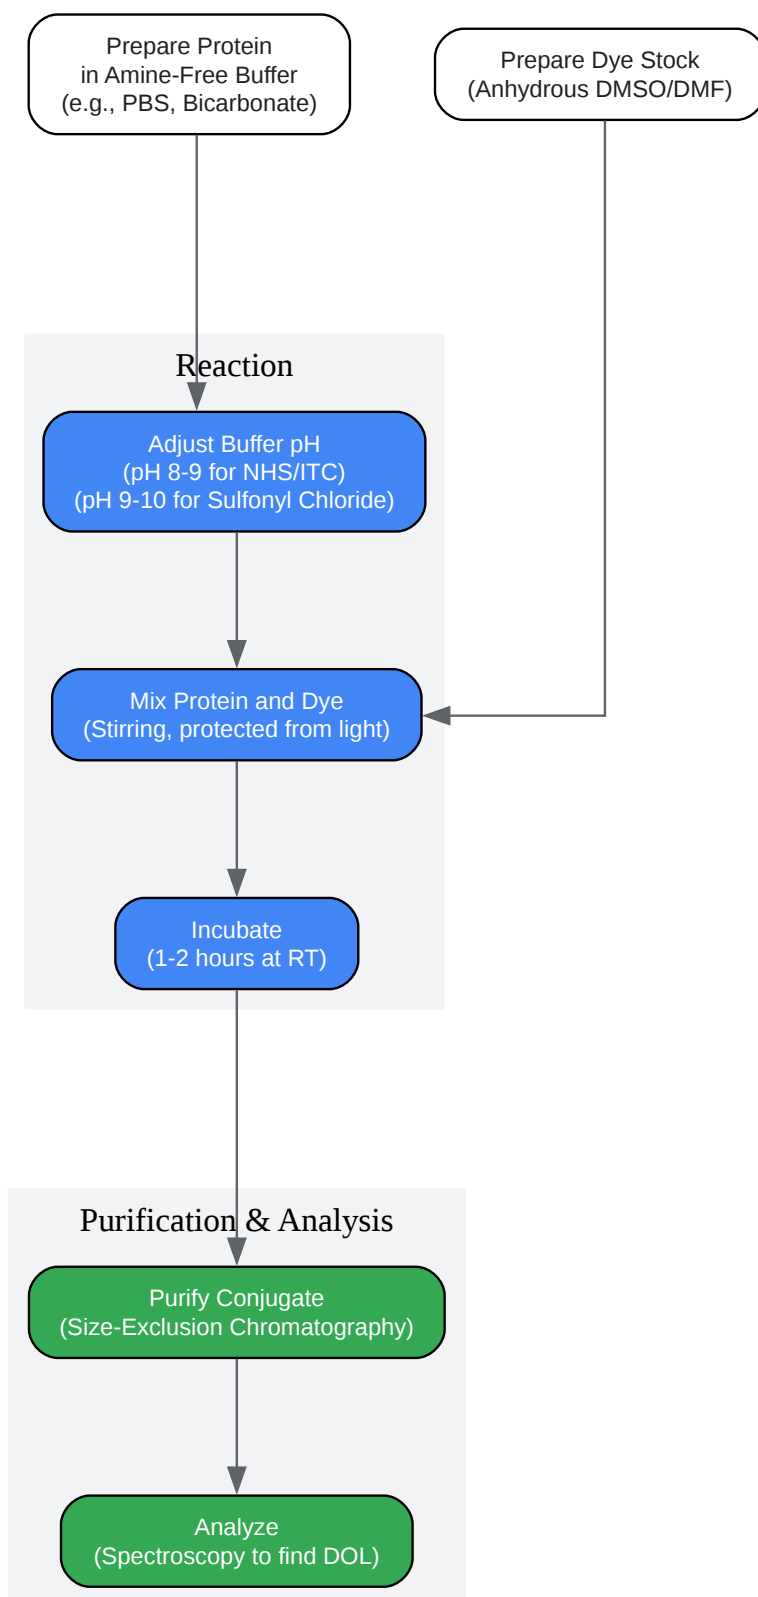 Prepare Protein
in Amine-Free Buffer
(e.g., PBS, Bicarbonate)
Prepare Dye Stock
(Anhydrous DMSO/DMF)
Reaction
Adjust Buffer pH
(pH 8-9 for NHS/ITC)
(pH 9-10 for Sulfonyl Chloride)
Mix Protein and Dye
(Stirring, protected from light)
Incubate
(1-2 hours at RT)
Purification & Analysis
Purify Conjugate
(Size-Exclusion Chromatography)
Analyze
(Spectroscopy to find DOL)